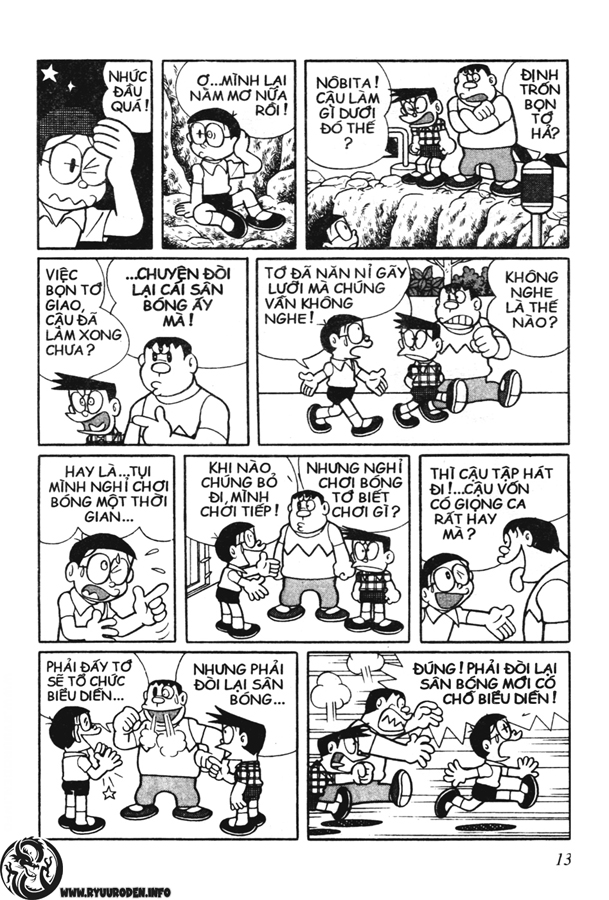 NHỨC
ĐẦU
QUÁ!
Ơ...MÌNH LẠI
NẰM MƠ NỮA
RỒI!
NÔBITA!
CẬU LÀM
GÌ DƯỚI
ĐÓ THẾ
?
ĐỊNH
TRỐN
BỌN
TỚ
HẢ?
VIỆC
BỌN TỚ
GIAO,
CẬU ĐÃ
LÀM XONG
CHƯA?
...CHUYỆN ĐÒI
LẠI CÁI SÂN
BÓNG ẤY
MÀ!
TỚ ĐÃ NĂN NỈ GÃY
LƯỠI MÀ CHÚNG
VẪN KHÔNG
NGHE!
KHÔNG
NGHE
LÀ THẾ
NÀO?
HAY LÀ...TỤI
MÌNH NGHỈ CHƠI
BÓNG MỘT THỜI
GIAN...
KHI NÀO
CHÚNG BỎ
ĐI, MÌNH
CHƠI TIẾP!
NHƯNG NGHỈ
CHƠI BÓNG
TỚ BIẾT
CHƠI GÌ?
THÌ CẬU TẬP HÁT
ĐI!...CẬU VỐN
CÓ GIỌNG CA
RẤT HAY
MÀ?
PHẢI ĐẤY TỚ
SẼ TỔ CHỨC
BIỂU DIỄN...
NHƯNG PHẢI
ĐÒI LẠI SÂN
BÓNG...
ĐÚNG! PHẢI ĐÒI LẠI
SÂN BÓNG MỚI CÓ
CHỖ BIỂU DIỄN!
13
WWW.RYUURODEN.INFO